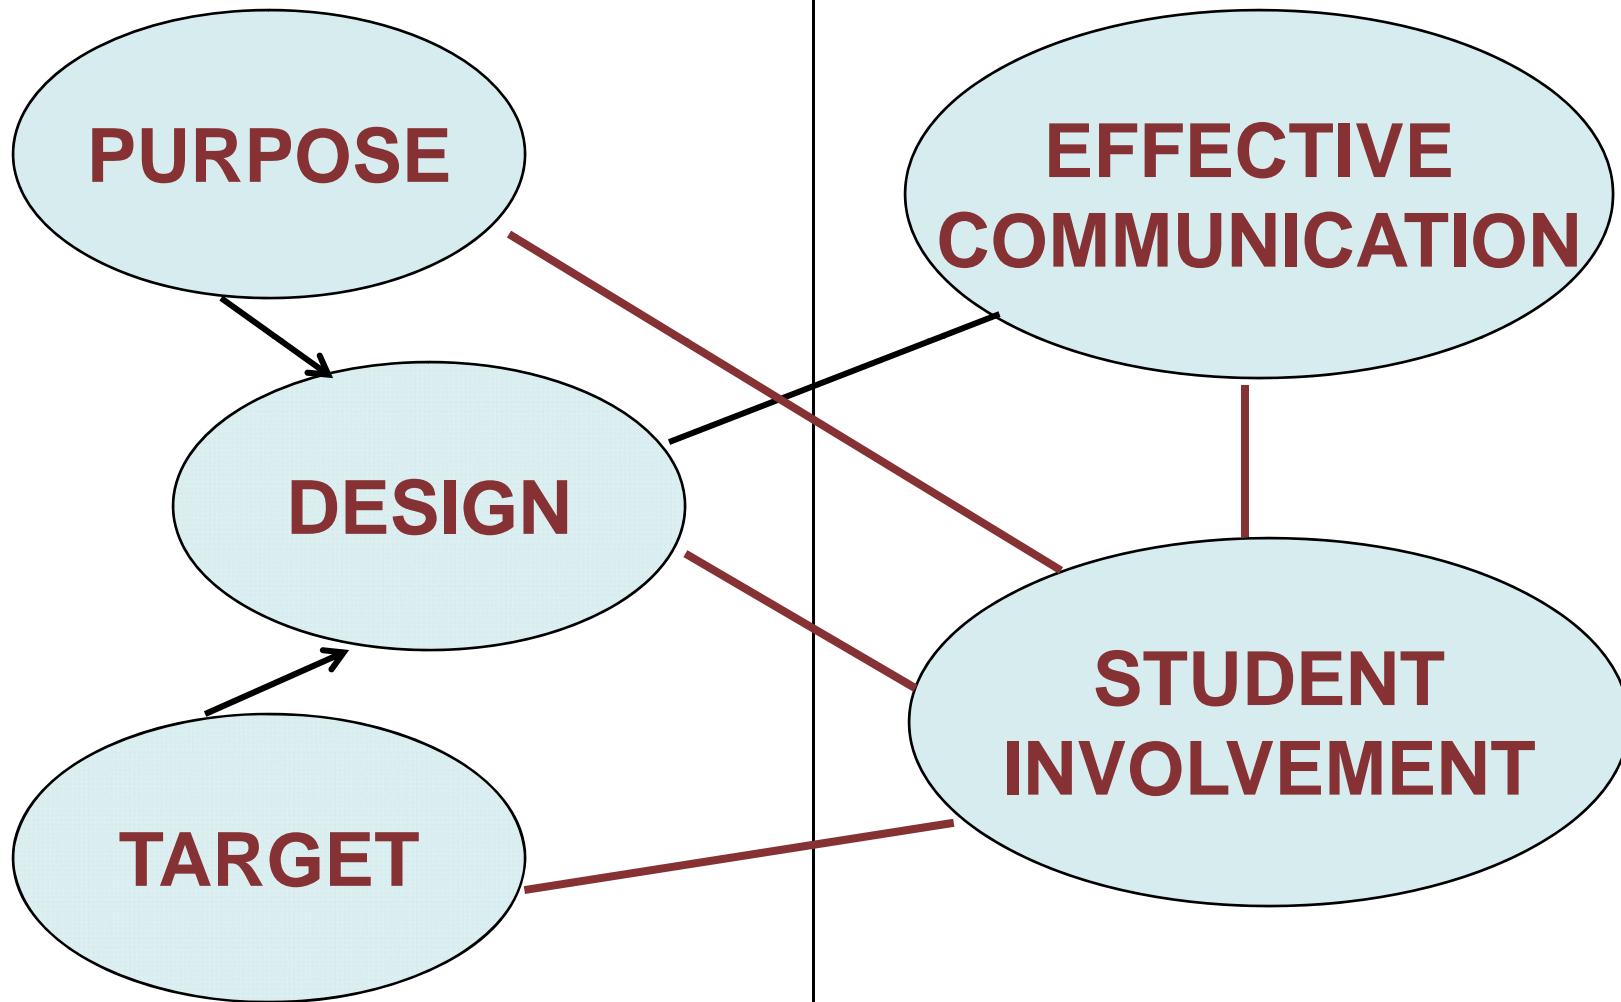 PURPOSE
EFFECTIVE
COMMUNICATION
DESIGN
STUDENT
INVOLVEMENT
TARGET